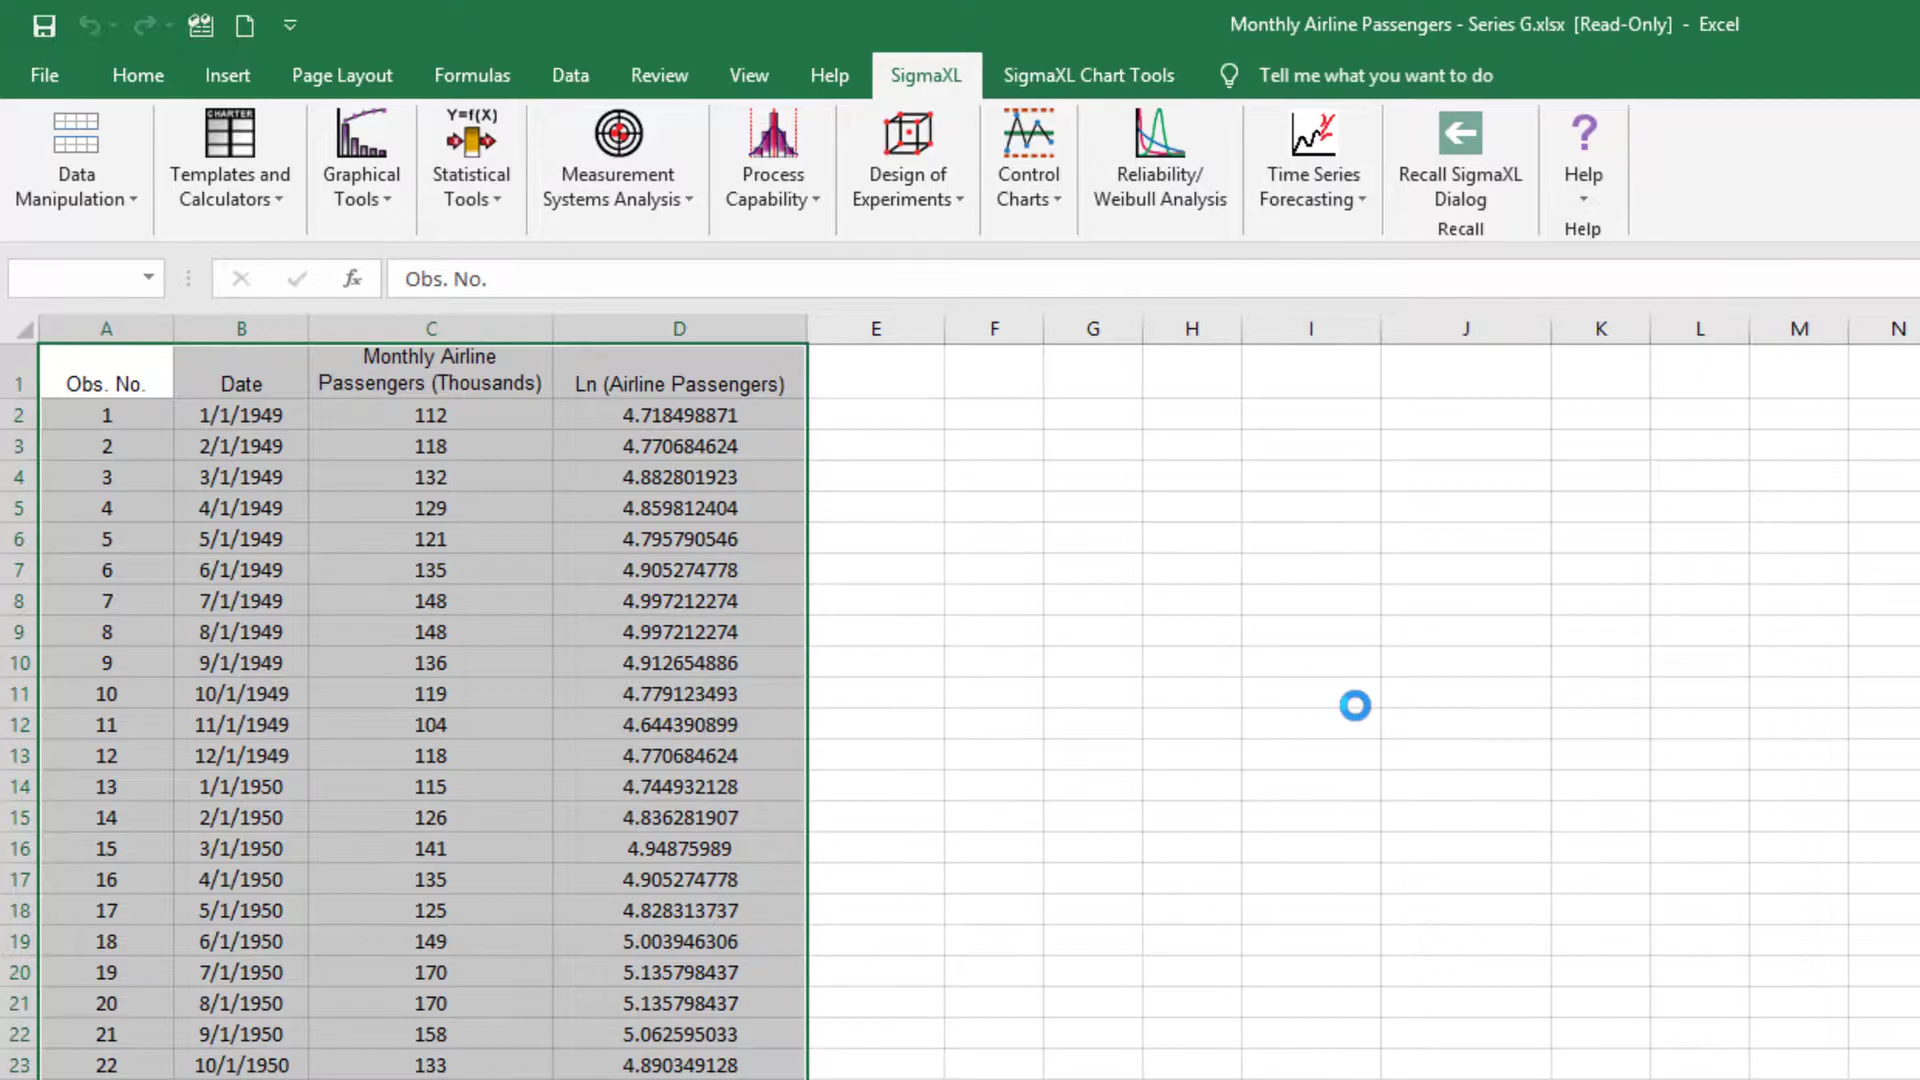 Monthly Airline Passengers - Series G.xlsx [Read-Only] - Excel
File Home Insert Page Layout Formulas Data Review View Help SigmaXL SigmaXL Chart Tools Tell me what you want to do
CHARTER Y=f(X)
Data Templates and Graphical Statistical Measurement Process Design of Control Reliability/ Time Series Recall SigmaXL Help
Manipulation Calculators Tools Tools Systems Analysis Capability Experiments Charts Weibull Analysis Forecasting Dialog
Recall Help
fx Obs. No.
A B C D E F G H I J K L M N
Monthly Airline
1 Obs. No. Date Passengers (Thousands) Ln (Airline Passengers)
2 1 1/1/1949 112 4.718498871
3 2 2/1/1949 118 4.770684624
4 3 3/1/1949 132 4.882801923
5 4 4/1/1949 129 4.859812404
6 5 5/1/1949 121 4.795790546
7 6 6/1/1949 135 4.905274778
8 7 7/1/1949 148 4.997212274
9 8 8/1/1949 148 4.997212274
10 9 9/1/1949 136 4.912654886
11 10 10/1/1949 119 4.779123493
12 11 11/1/1949 104 4.644390899
13 12 12/1/1949 118 4.770684624
14 13 1/1/1950 115 4.744932128
15 14 2/1/1950 126 4.836281907
16 15 3/1/1950 141 4.94875989
17 16 4/1/1950 135 4.905274778
18 17 5/1/1950 125 4.828313737
19 18 6/1/1950 149 5.003946306
20 19 7/1/1950 170 5.135798437
21 20 8/1/1950 170 5.135798437
22 21 9/1/1950 158 5.062595033
23 22 10/1/1950 133 4.890349128